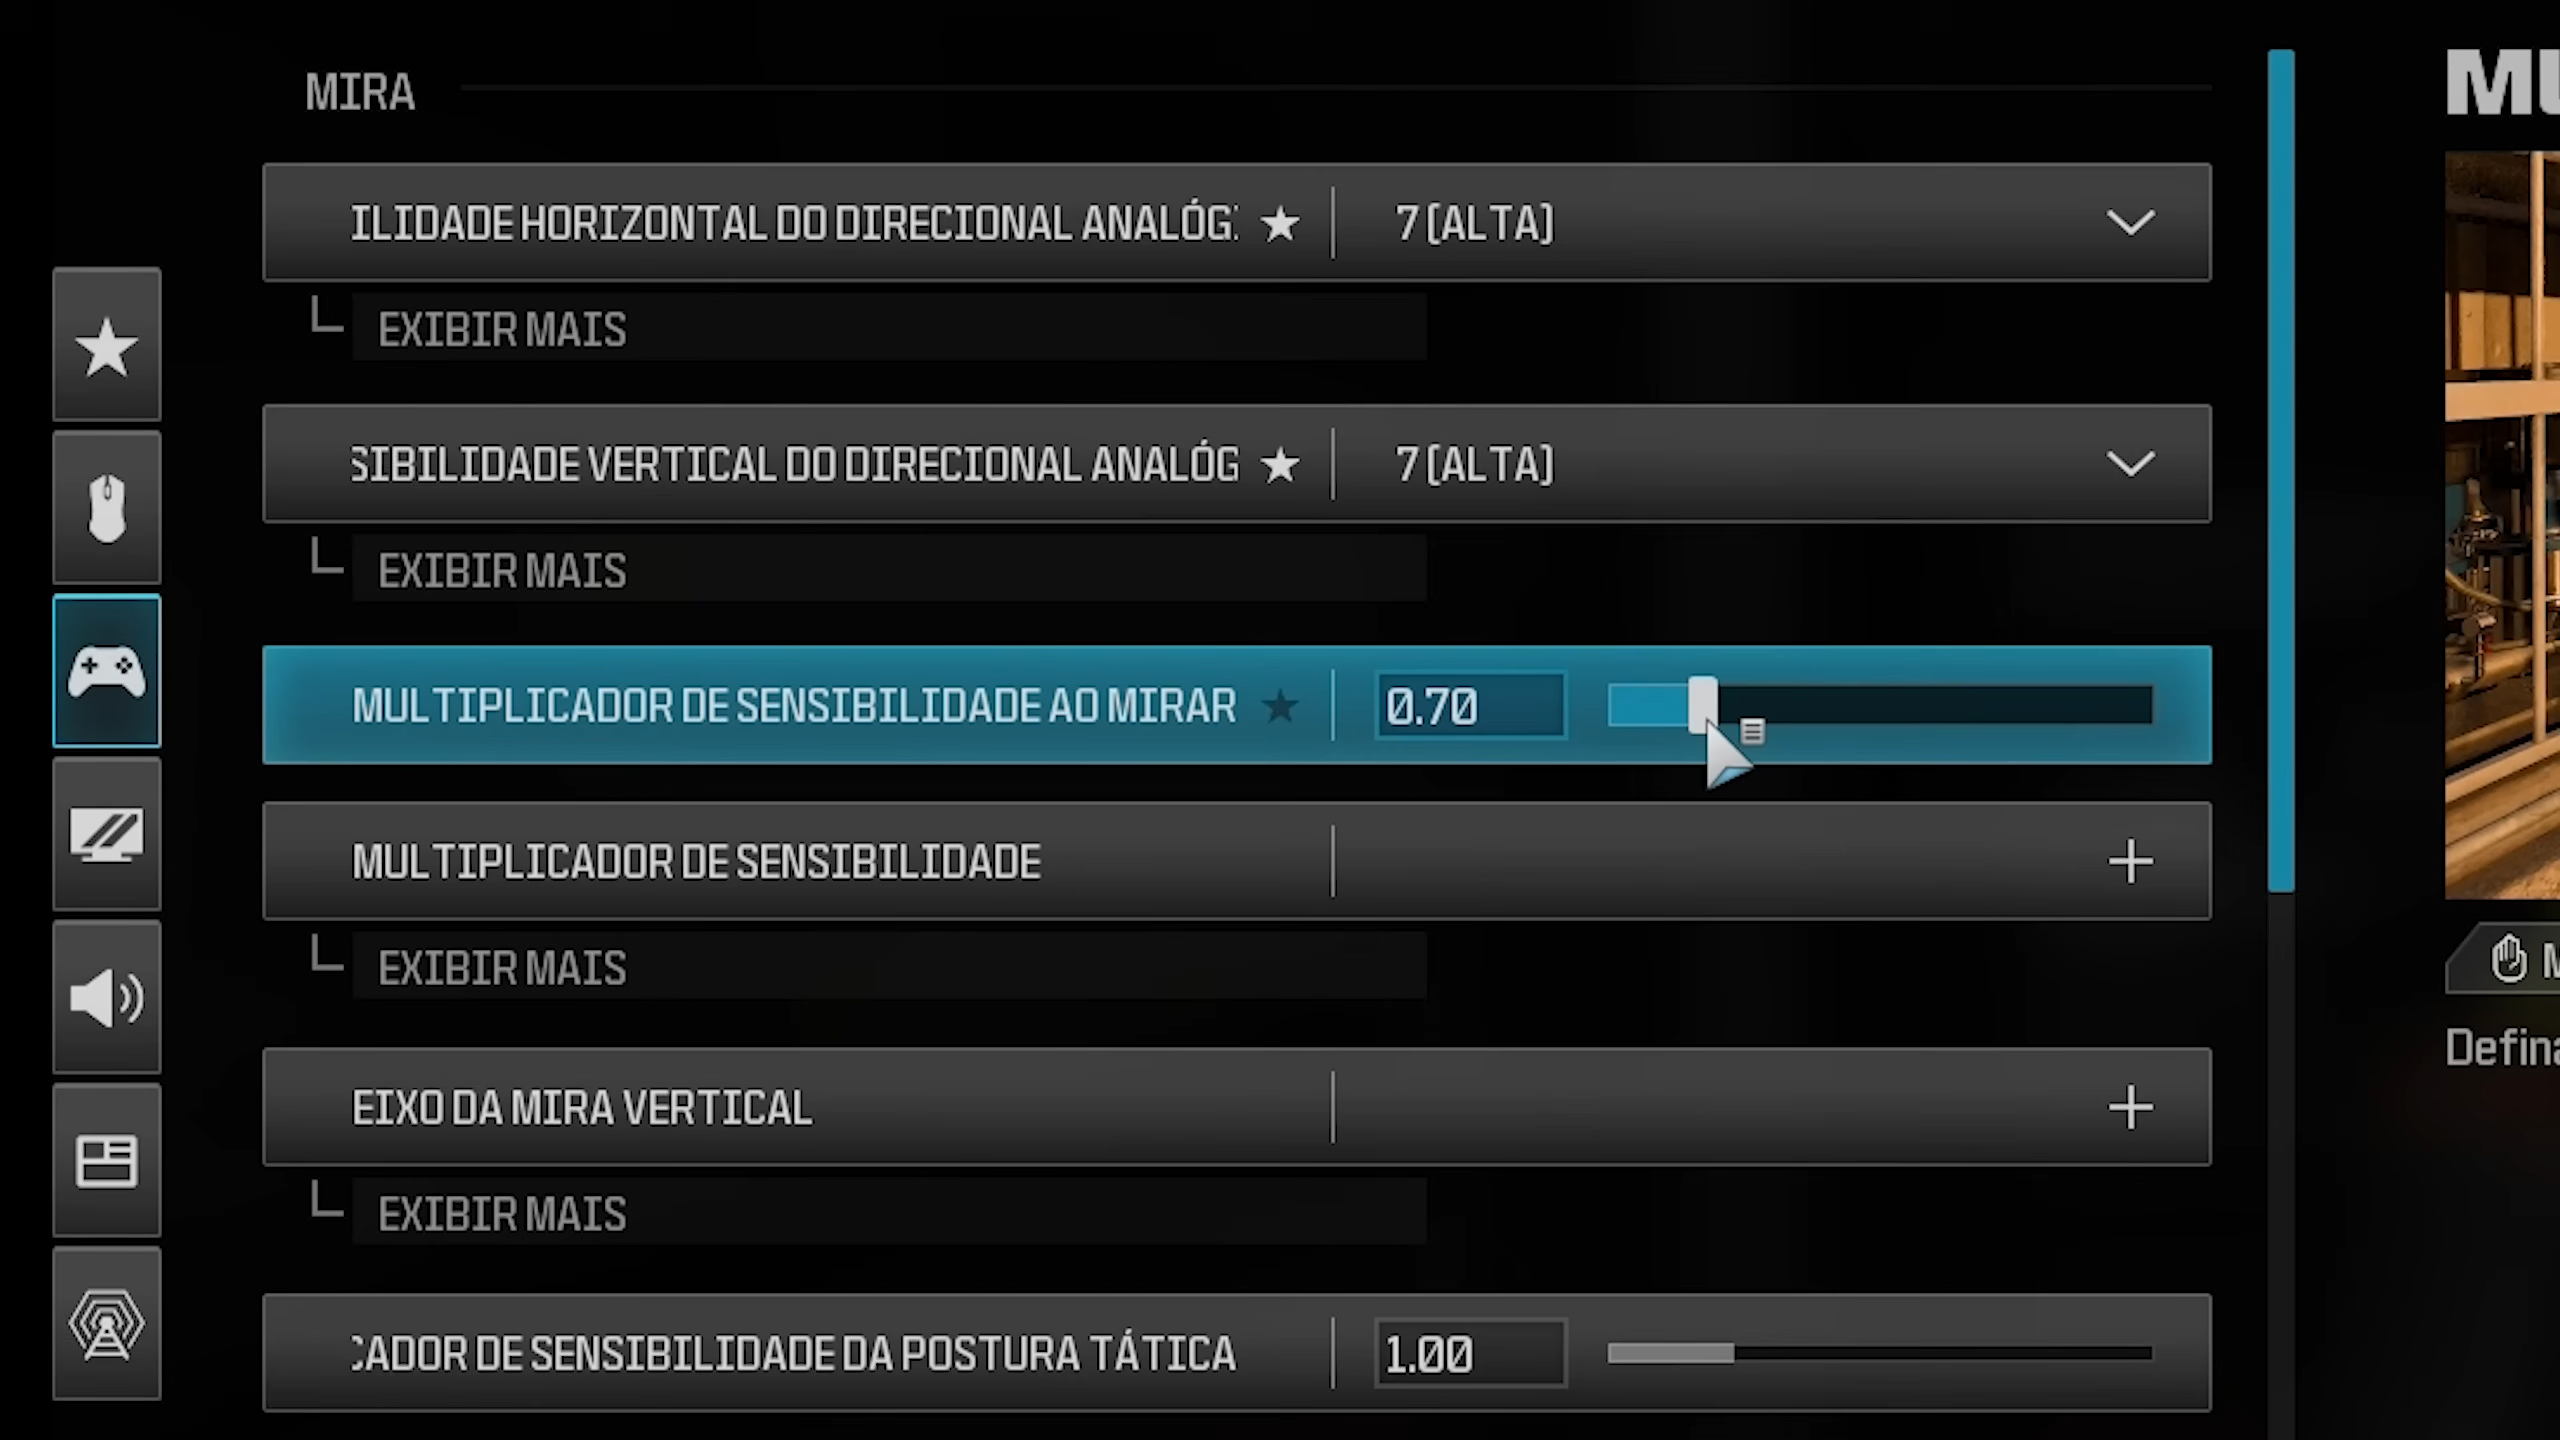 MIRA
ILIDADE HORIZONTAL DO DIRECIONAL ANALÓG
7 (ALTA)
EXIBIR MAIS
SIBILIDADE VERTICAL DO DIRECIONAL ANALÓG
7 (ALTA)
EXIBIR MAIS
MULTIPLICADOR DE SENSIBILIDADE AO MIRAR
0.70
MULTIPLICADOR DE SENSIBILIDADE
EXIBIR MAIS
EIXO DA MIRA VERTICAL
EXIBIR MAIS
CADOR DE SENSIBILIDADE DA POSTURA TÁTICA
1.00
MU
M
Defina